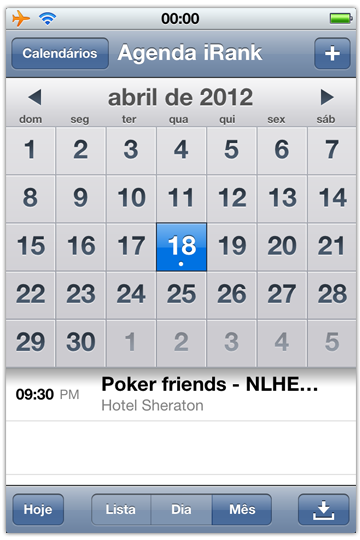 00:00
Calendários Agenda iRank +
abril de 2012
dom seg ter qua qui sex sáb
1 2 3 4 5 6 7
8 9 10 11 12 13 14
15 16 17 18 19 20 21
22 23 24 25 26 27 28
29 30 1 2 3 4 5
09:30 PM Poker friends - NLHE...
Hotel Sheraton
Hoje Lista Dia Mês